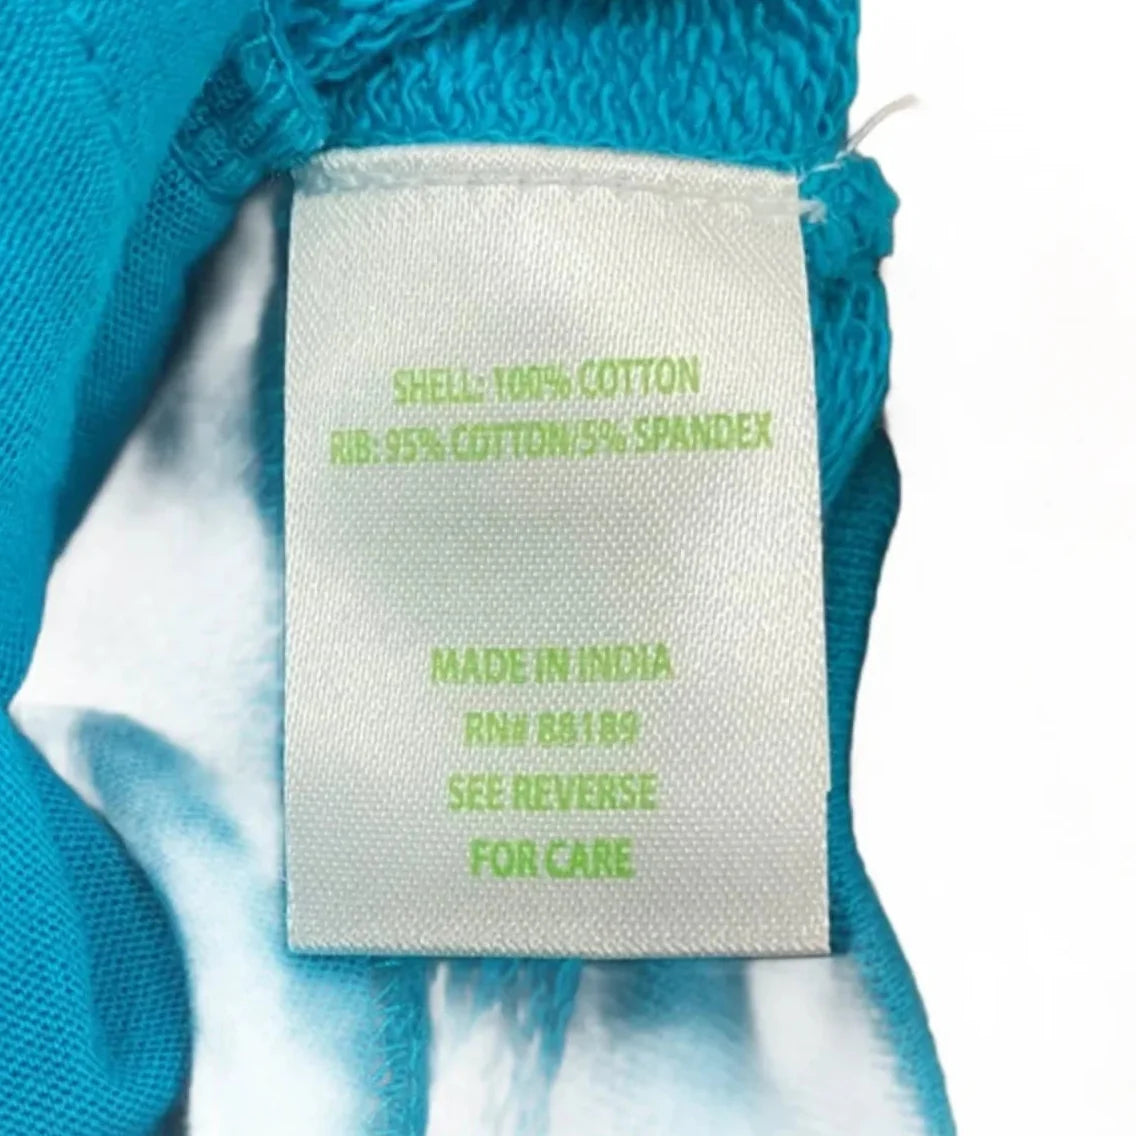 SHELL: 100% COTTON
RIB: 95% COTTON/5% SPANDEX
MADE IN INDIA
RN# 88189
SEE REVERSE
FOR CARE